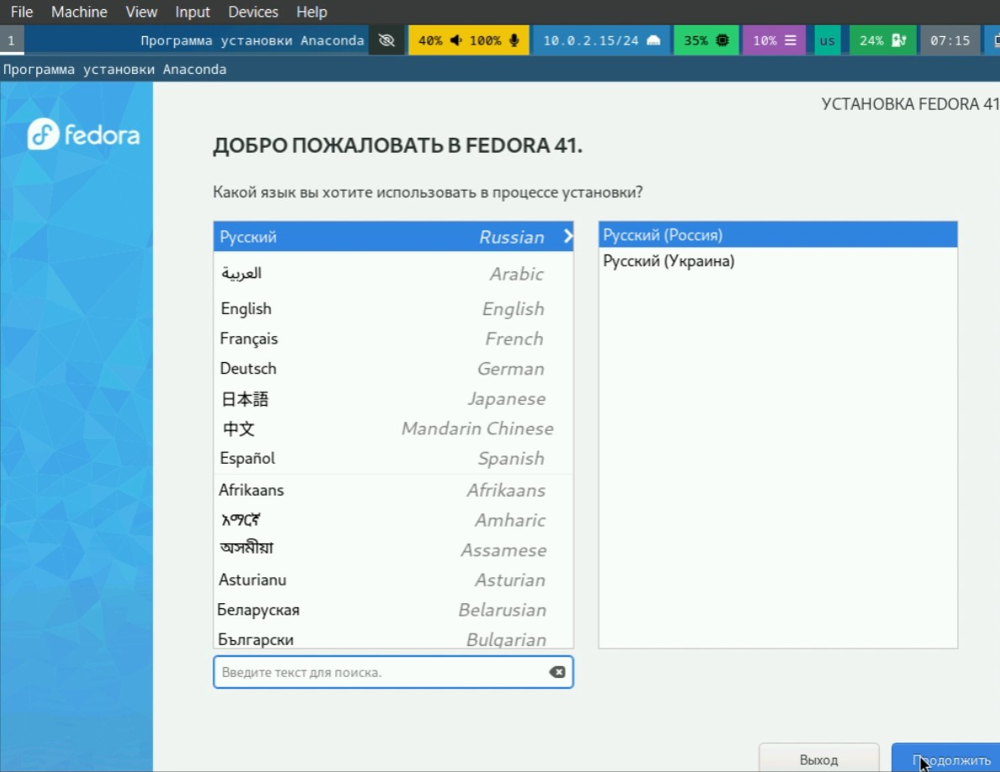 File Machine View Input Devices Help
1 Программа установки Anaconda 40% 100% 10.0.2.15/24 35% 10% us 24% 07:15
Программа установки Anaconda
fedora
УСТАНОВКА FEDORA 41
ДОБРО ПОЖАЛОВАТЬ В FEDORA 41.
Какой язык вы хотите использовать в процессе установки?
Русский Russian
العربية Arabic
English English
Français French
Deutsch German
日本語 Japanese
中文 Mandarin Chinese
Español Spanish
Afrikaans Afrikaans
አማርኛ Amharic
অসমীয়া Assamese
Asturianu Asturian
Беларуская Belarusian
Български Bulgarian
Русский (Россия)
Русский (Украина)
Введите текст для поиска.
Выход Продолжить